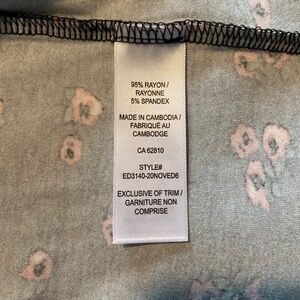 95% RAYON /
RAYONNE
5% SPANDEX
MADE IN CAMBODIA /
FABRIQUÉ AU
CAMBODGE
CA 62810
STYLE#
ED3140-20NOVED6
EXCLUSIVE OF TRIM /
GARNITURE NON
COMPRISE